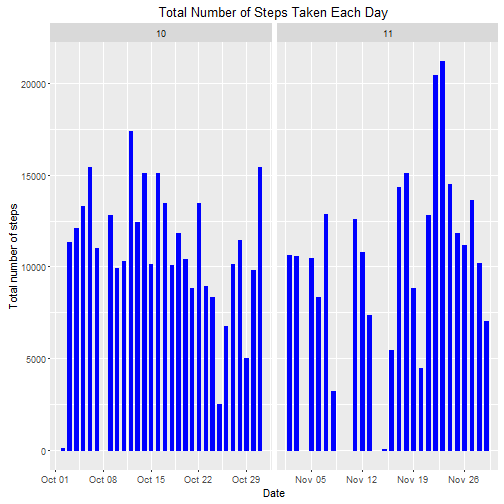 Total Number of Steps Taken Each Day
10 11
20000
15000
10000
5000
0
Total number of steps
Oct 01 Oct 08 Oct 15 Oct 22 Oct 29 Nov 05 Nov 12 Nov 19 Nov 26
Date